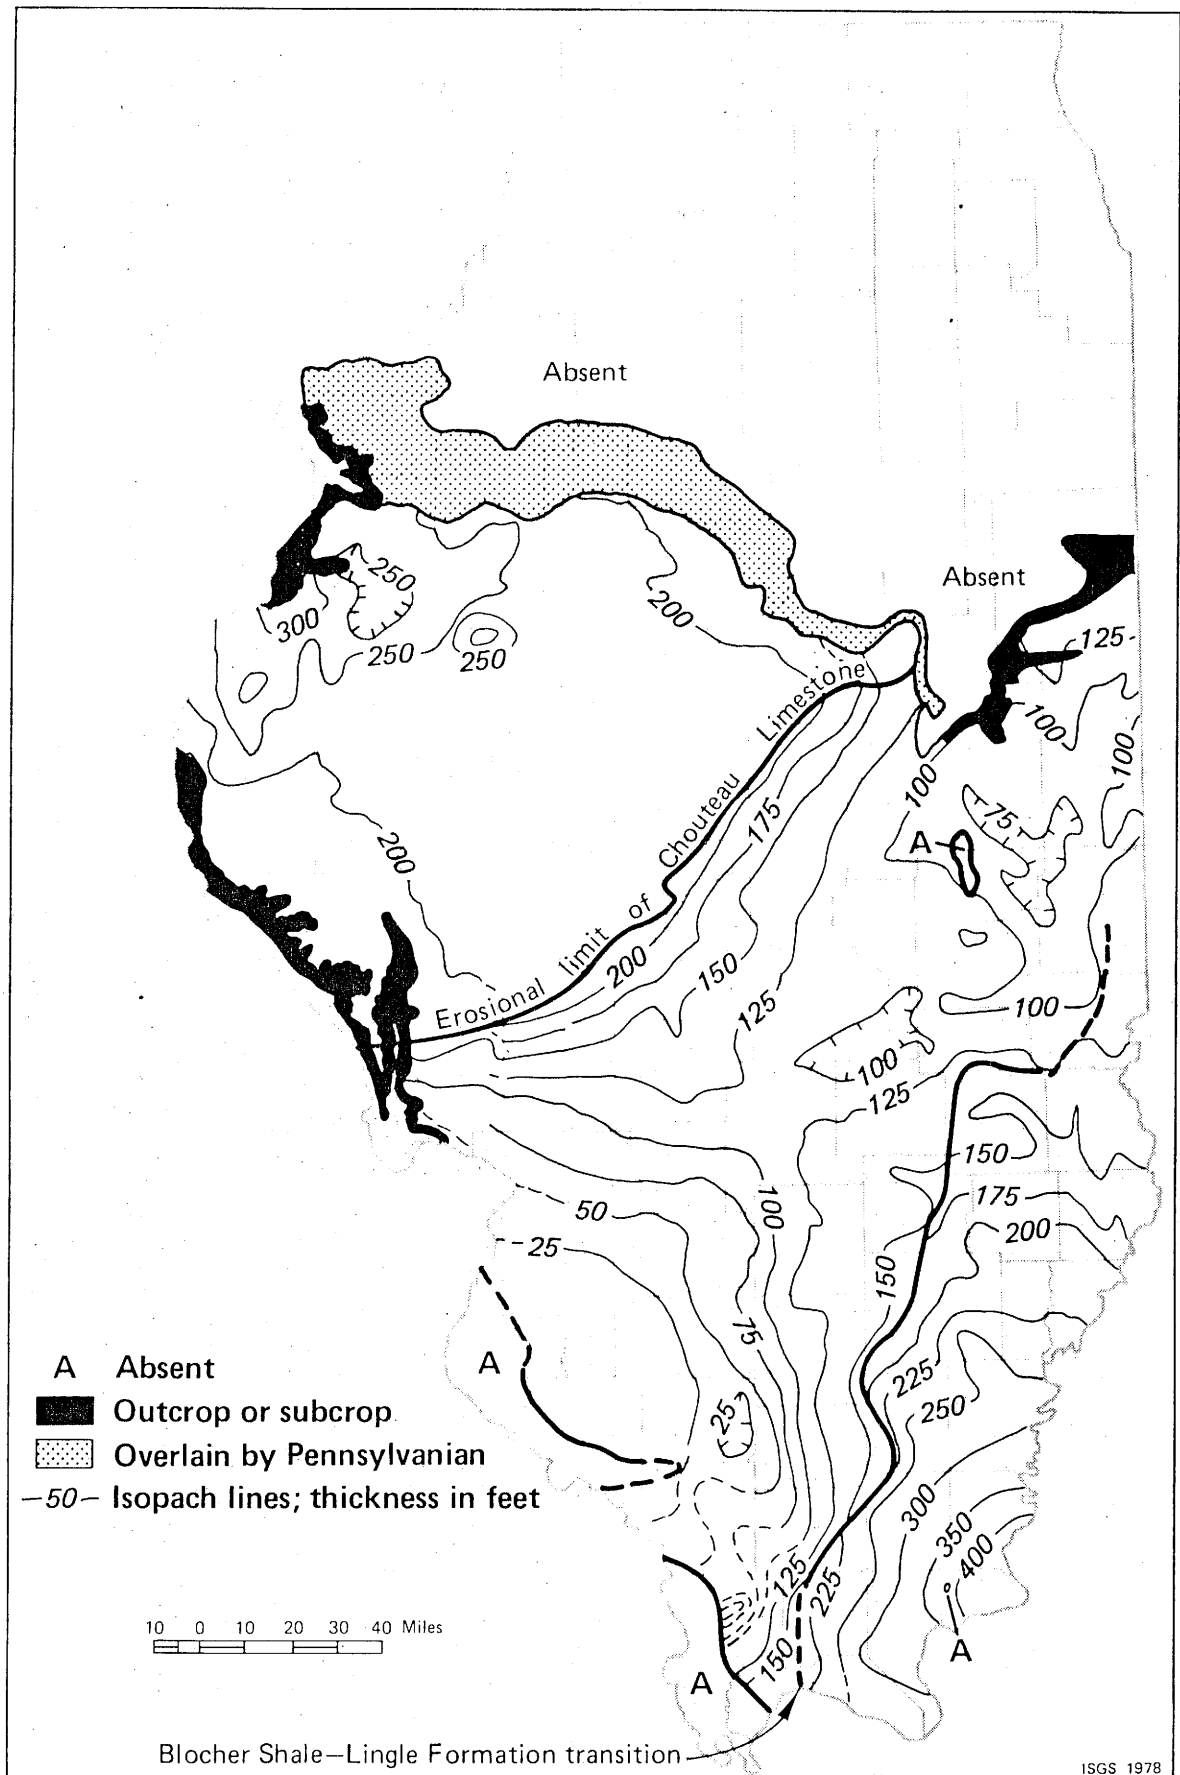 Absent
Absent
250
300
250
250
200
125
100
100
100
Erosional limit of Chouteau Limestone
175
75
A
200
200
150
125
100
100
125
150
175
200
50
100
25
150
75
A
225
250
25
300
350
400
125
225
150
A
A
A Absent
Outcrop or subcrop
Overlain by Pennsylvanian
—50— Isopach lines; thickness in feet
10 0 10 20 30 40 Miles
Blocher Shale—Lingle Formation transition
ISGS 1978